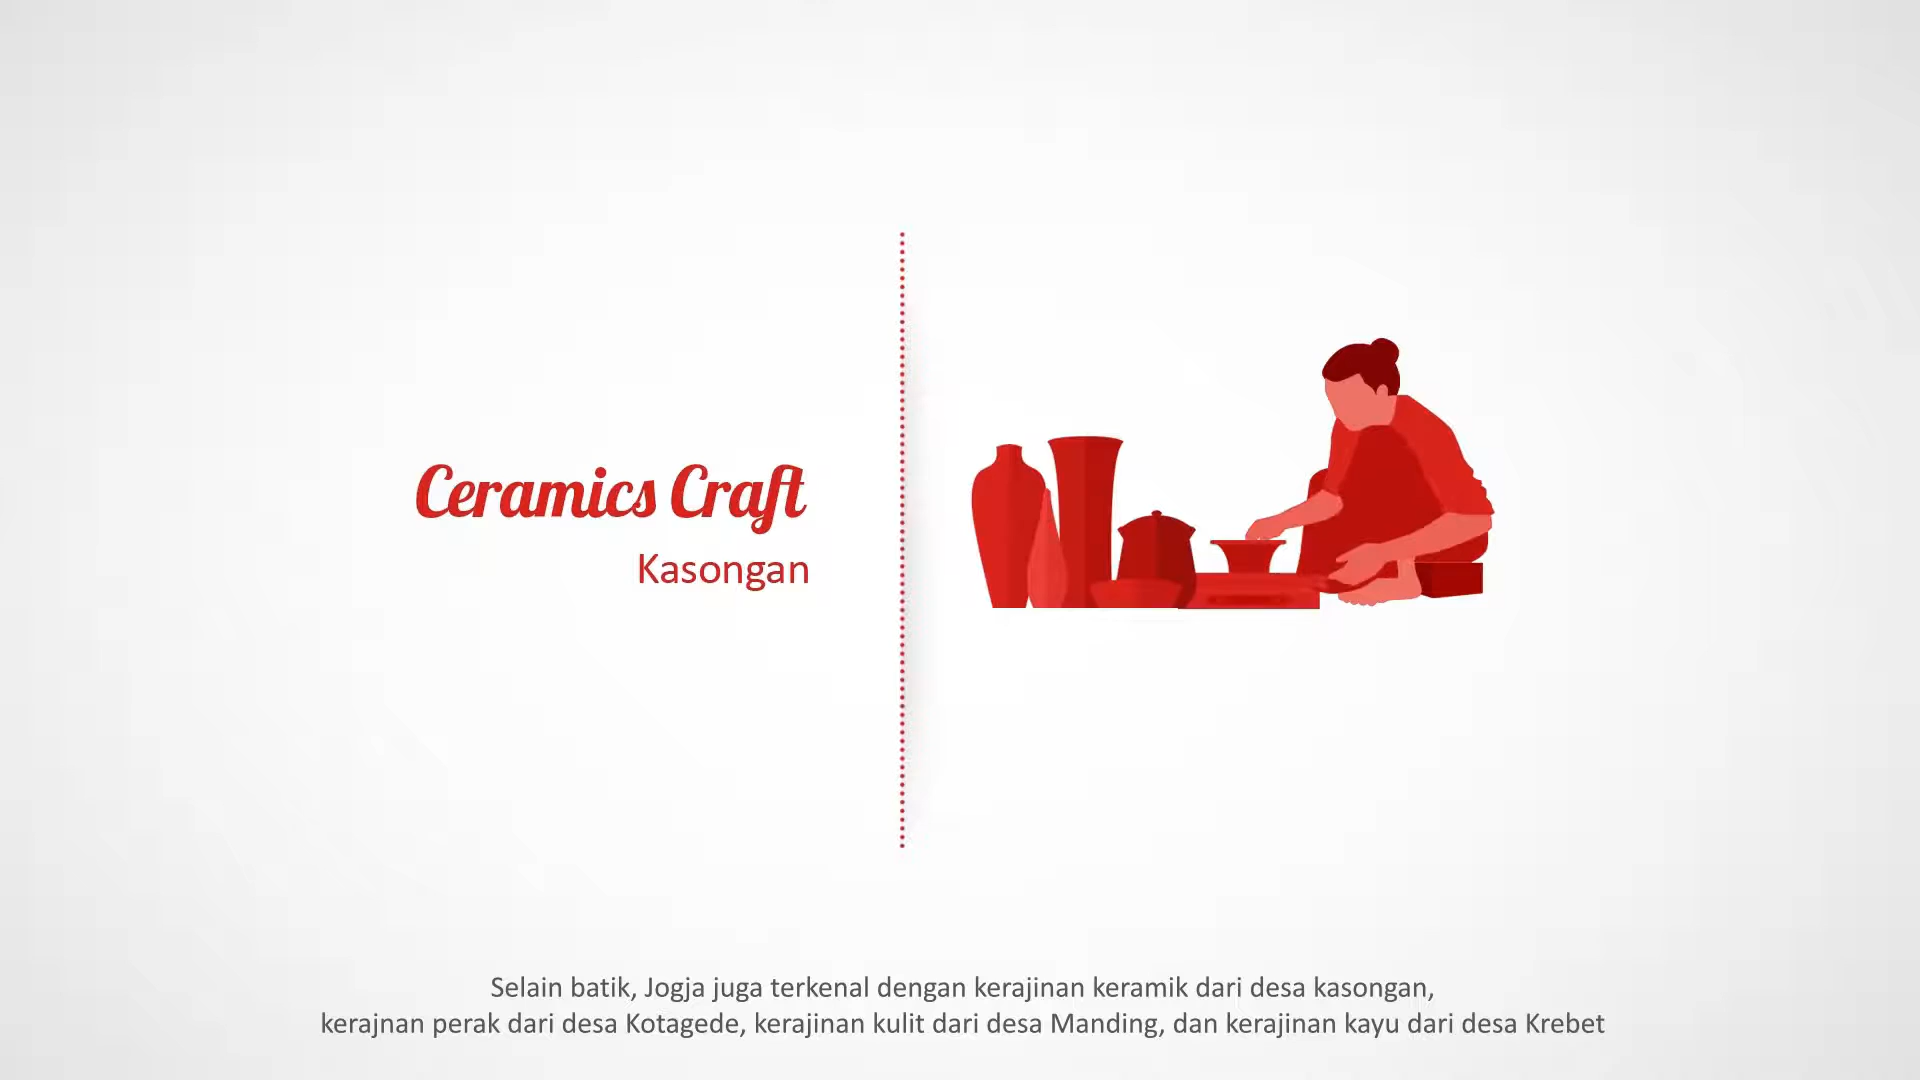 Ceramics Craft
Kasongan
Selain batik, Jogja juga terkenal dengan kerajinan keramik dari desa kasongan,
kerajnan perak dari desa Kotagede, kerajinan kulit dari desa Manding, dan kerajinan kayu dari desa Krebet